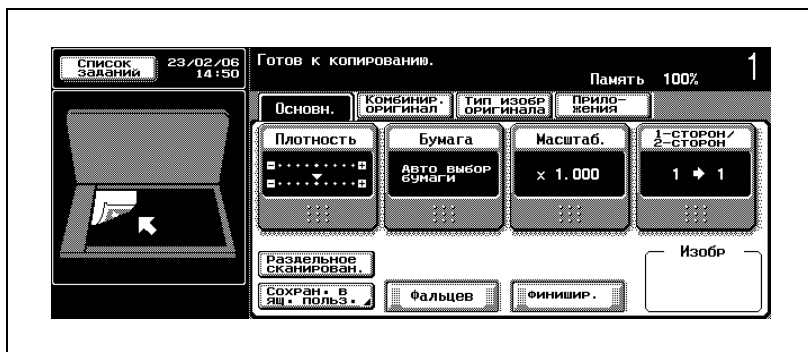 Список
заданий
23/02/06
14:50
Готов к копированию.
Память 100%
1
Основн.
Комбинир.
оригинал
Тип изобр
оригинала
Прило-
жения
Плотность
Бумага
Авто выбор
бумаги
Масштаб.
x 1.000
1-сторон/
2-сторон
1 → 1
Раздельное
сканирован.
Сохран. в
ящ. польз.
Фальцев
Финишир.
Изобр